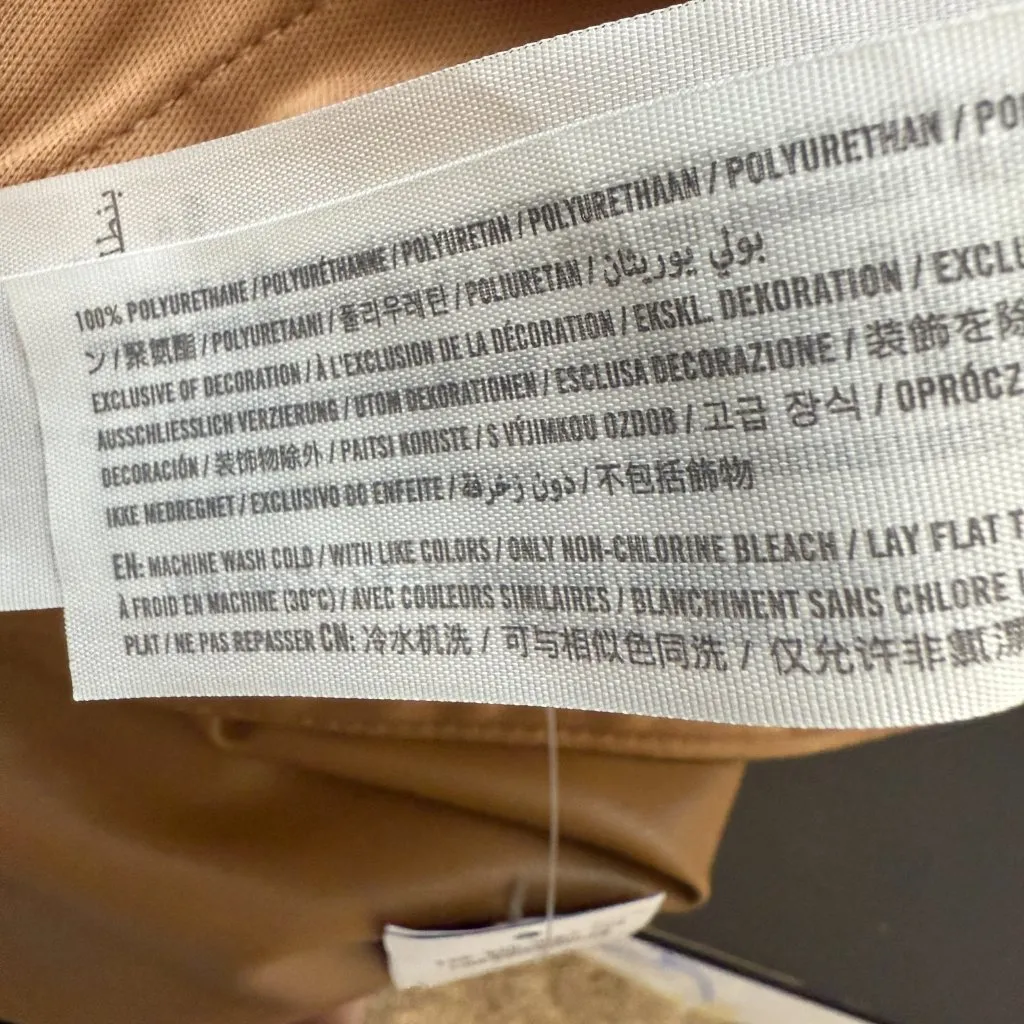 بنطا
100% POLYURETHANE / POLYURÉTHANNE / POLYURETAN / POLYURETHAAN / POLYURETHAN / PO
ン / 聚氨酯 / POLYURETAANI / 폴리우레탄 / POLIURETAN / بولي يوريثان
EXCLUSIVE OF DECORATION / À L'EXCLUSION DE LA DÉCORATION / EKSKL. DEKORATION / EXCLU
AUSSCHLIESSLICH VERZIERUNG / UTOM DEKORATIONEN / ESCLUSA DECORAZIONE / 装飾を除
DECORACIÓN / 装饰物除外 / PAITSI KORISTE / S VÝJIMKOU OZDOB / 고급 장식 / OPRÓCZ
IKKE MEDREGNET / EXCLUSIVO DO ENFEITE / دون زخرفة / 不包括飾物
EN: MACHINE WASH COLD / WITH LIKE COLORS / ONLY NON-CHLORINE BLEACH / LAY FLAT T
À FROID EN MACHINE (30°C) / AVEC COULEURS SIMILAIRES / BLANCHIMENT SANS CHLORE
PLAT / NE PAS REPASSER CN: 冷水机洗 / 可与相似色同洗 / 仅允许非氯漂